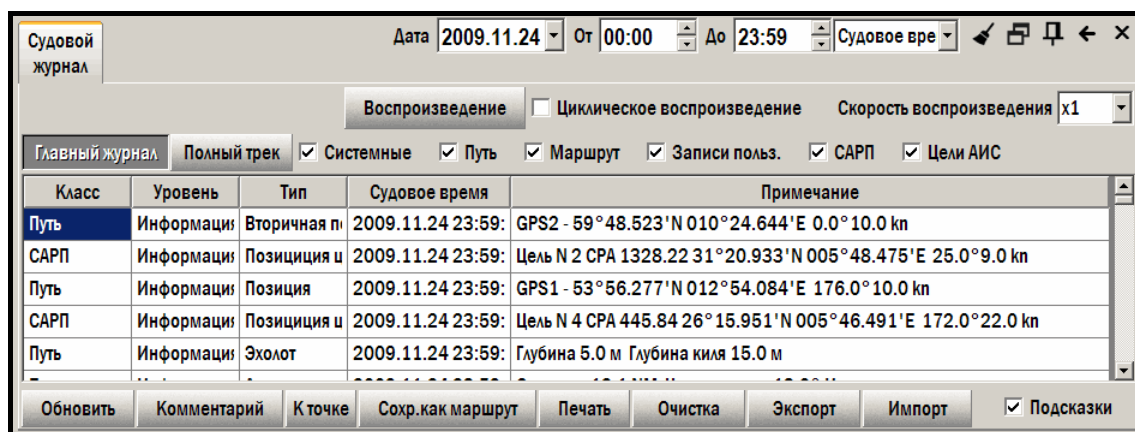 Судовой
журнал
Дата 2009.11.24 От 00:00 До 23:59 Судовое вре
Воспроизведение Циклическое воспроизведение Скорость воспроизведения x1
Главный журнал Полный трек Системные Путь Маршрут Записи польз. САРП Цели АИС
Класс Уровень Тип Судовое время Примечание
Путь Информация Вторичная п 2009.11.24 23:59: GPS2 - 59°48.523'N 010°24.644'E 0.0°10.0 kn
САРП Информация Позициция ц 2009.11.24 23:59: Цель N 2 CPA 1328.22 31°20.933'N 005°48.475'E 25.0°9.0 kn
Путь Информация Позиция 2009.11.24 23:59: GPS1 - 53°56.277'N 012°54.084'E 176.0°10.0 kn
САРП Информация Позициция ц 2009.11.24 23:59: Цель N 4 CPA 445.84 26°15.951'N 005°46.491'E 172.0°22.0 kn
Путь Информация Эхолот 2009.11.24 23:59: Глубина 5.0 м Глубина киля 15.0 м
Обновить Комментарий К точке Сохр.как маршрут Печать Очистка Экспорт Импорт Подсказки